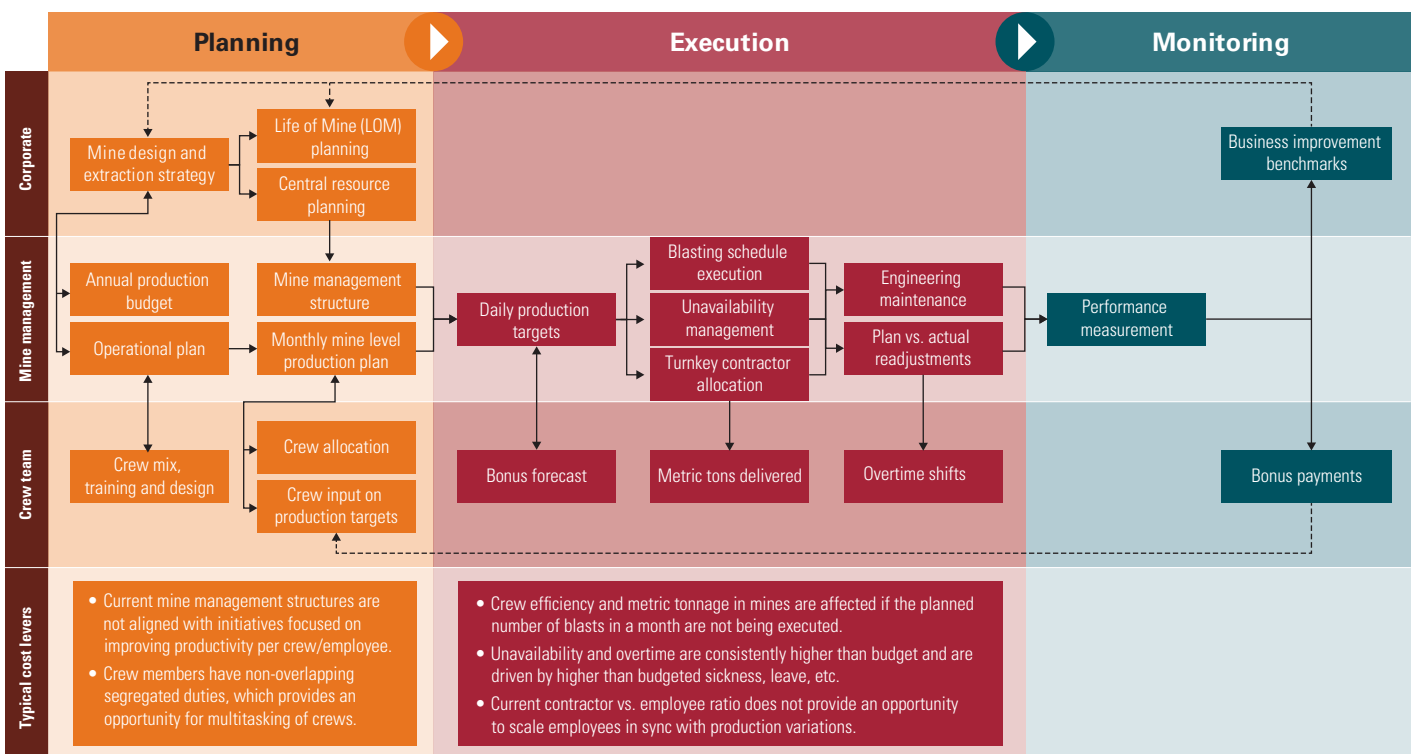 Planning
Execution
Monitoring
Corporate
Mine design and
extraction strategy
Life of Mine (LOM)
planning
Central resource
planning
Business improvement
benchmarks
Mine management
Annual production
budget
Operational plan
Mine management
structure
Monthly mine level
production plan
Daily production
targets
Blasting schedule
execution
Unavailability
management
Turnkey contractor
allocation
Engineering
maintenance
Plan vs. actual
readjustments
Performance
measurement
Crew team
Crew mix,
training and design
Crew allocation
Crew input on
production targets
Bonus forecast
Metric tons delivered
Overtime shifts
Bonus payments
Typical cost levers
• Current mine management structures are
not aligned with initiatives focused on
improving productivity per crew/employee.
• Crew members have non-overlapping
segregated duties, which provides an
opportunity for multitasking of crews.
• Crew efficiency and metric tonnage in mines are affected if the planned
number of blasts in a month are not being executed.
• Unavailability and overtime are consistently higher than budget and are
driven by higher than budgeted sickness, leave, etc.
• Current contractor vs. employee ratio does not provide an opportunity
to scale employees in sync with production variations.